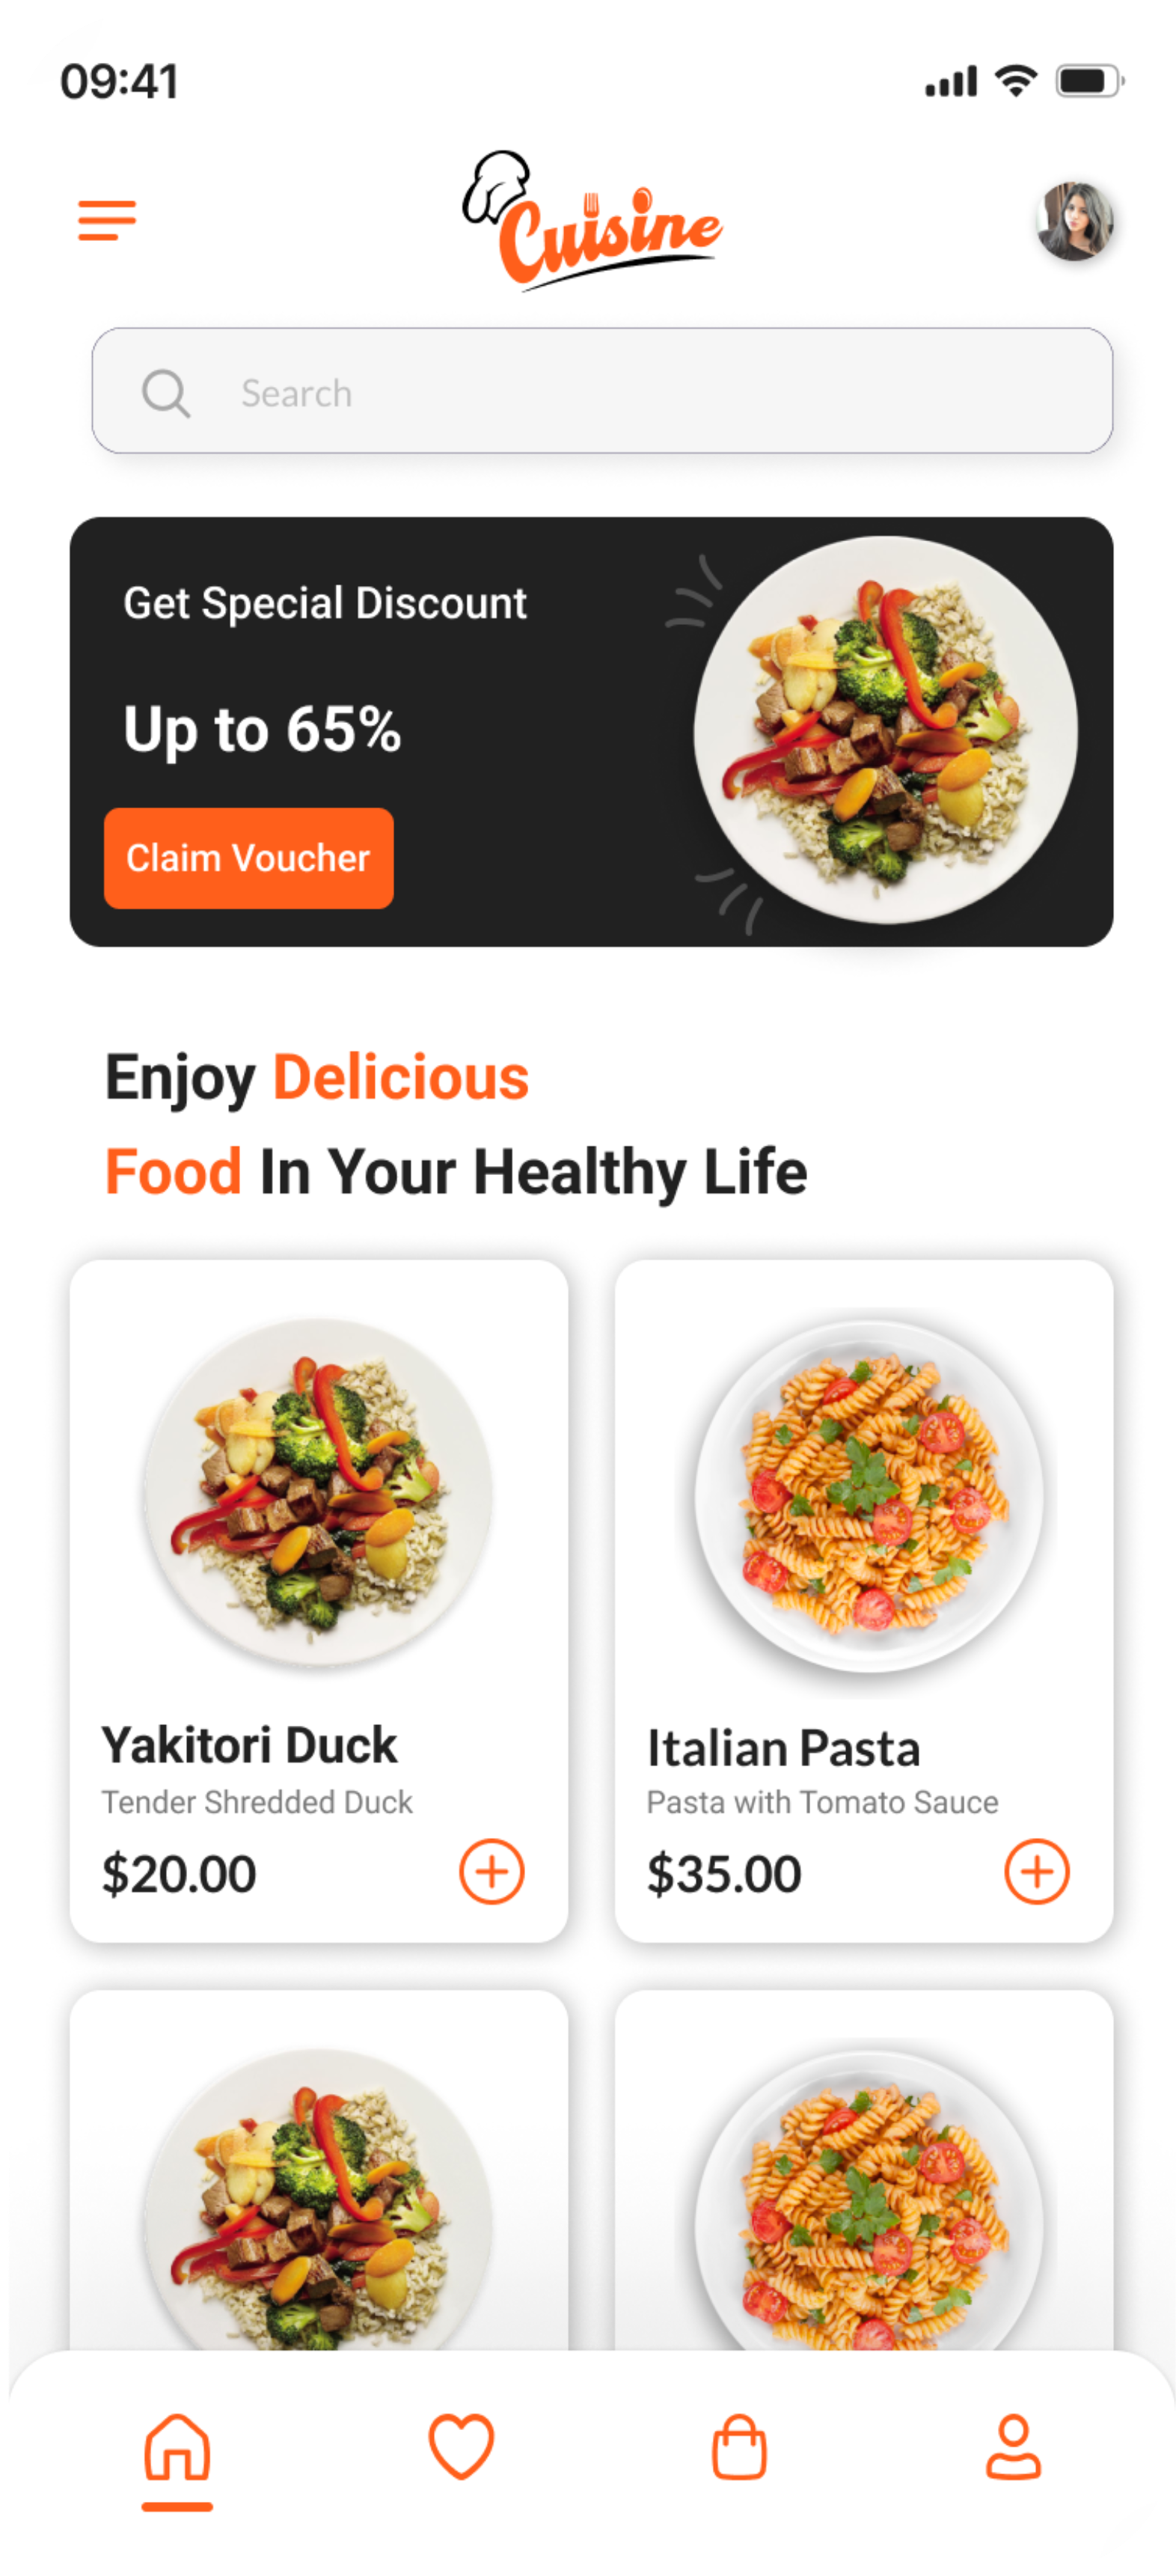 09:41
Cuisine
Search
Get Special Discount
Up to 65%
Claim Voucher
Enjoy Delicious
Food In Your Healthy Life
Yakitori Duck
Tender Shredded Duck
$20.00
Italian Pasta
Pasta with Tomato Sauce
$35.00